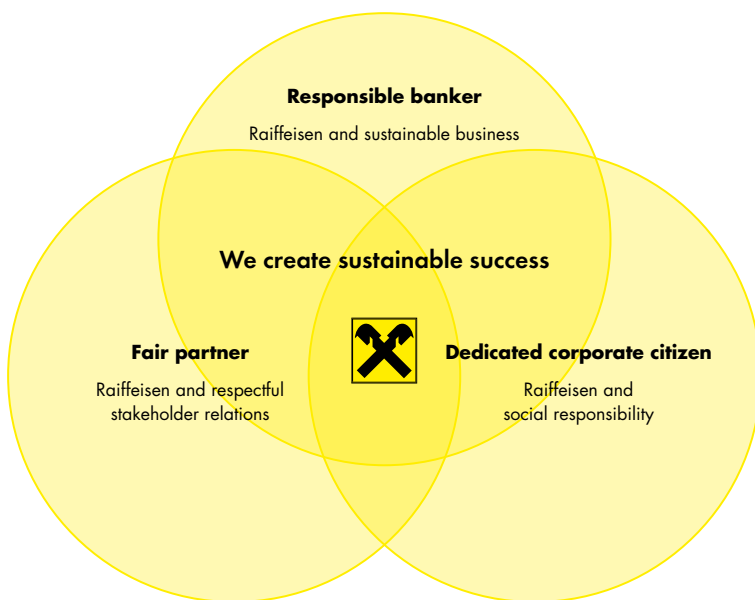 Responsible banker
Raiffeisen and sustainable business
We create sustainable success
Fair partner
Raiffeisen and respectful
stakeholder relations
Dedicated corporate citizen
Raiffeisen and
social responsibility